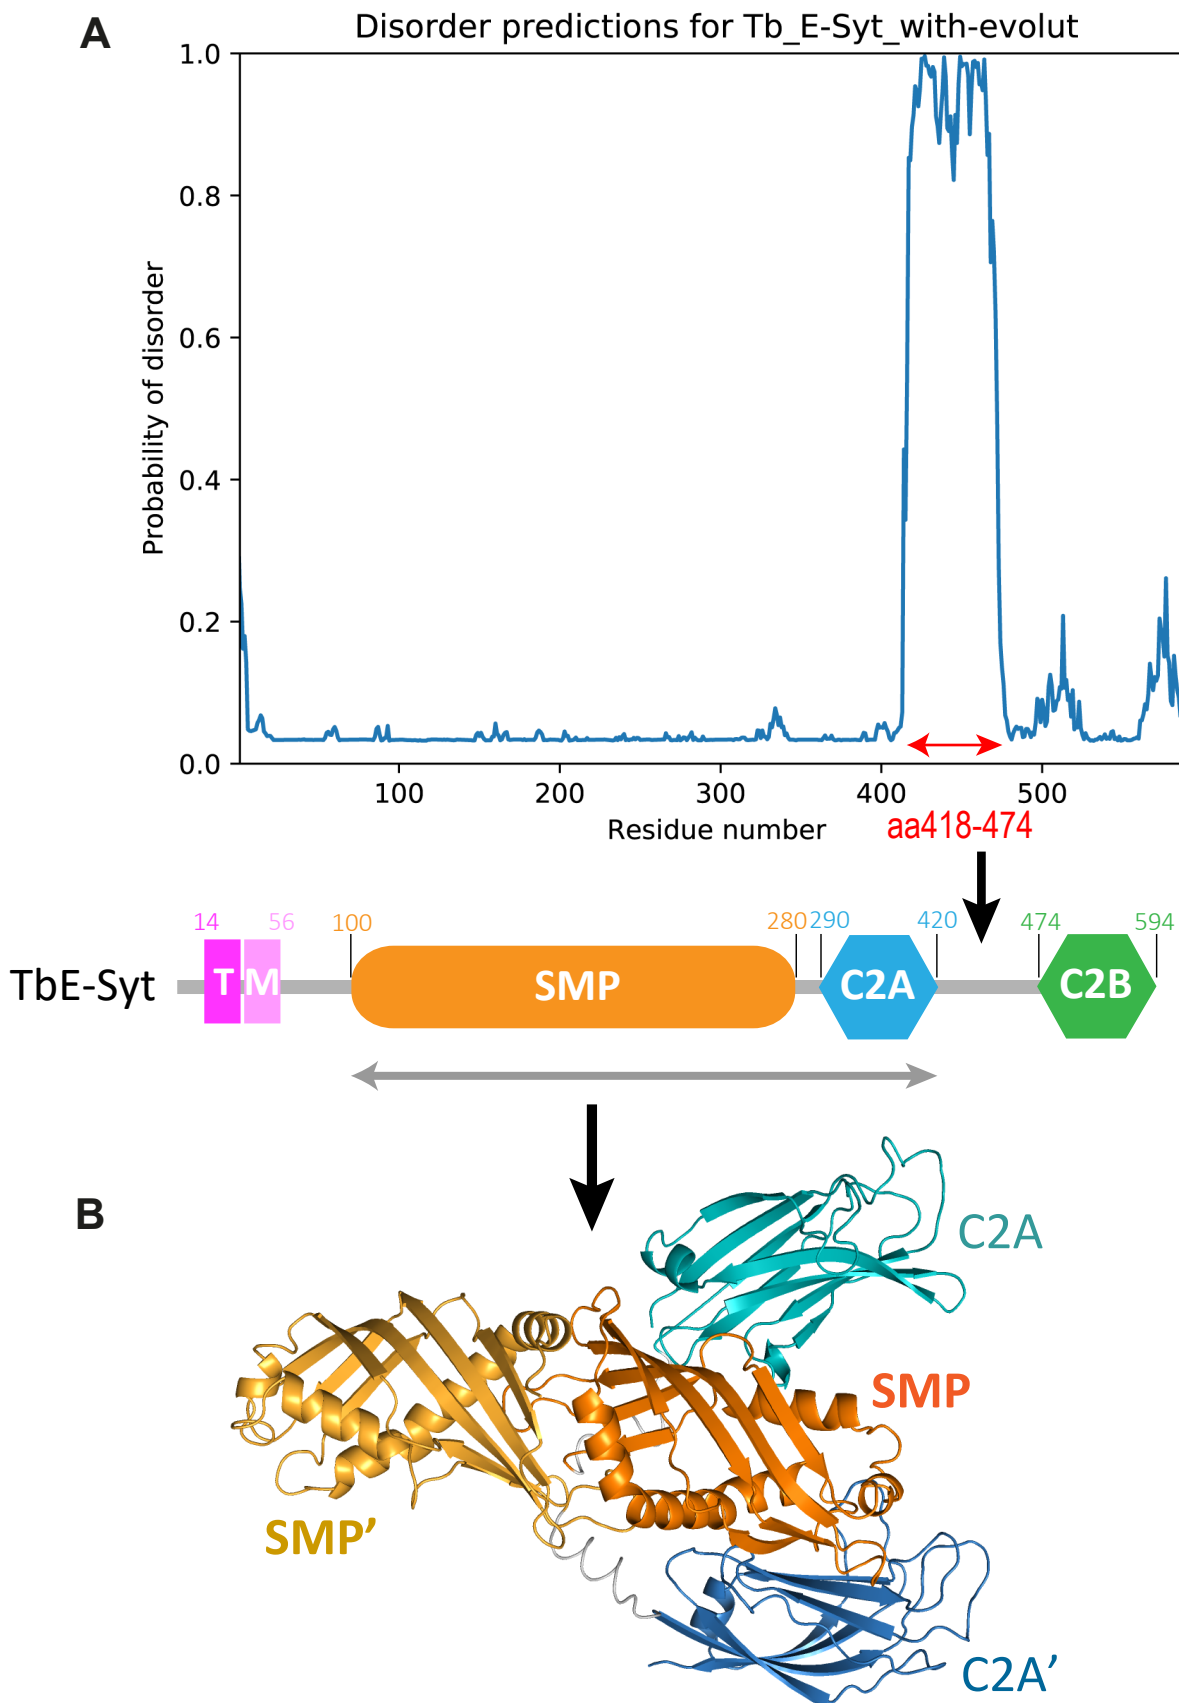 A
Disorder predictions for Tb_E-Syt_with-evolut
1.0
0.8
0.6
0.4
0.2
0.0
Probability of disorder
100 200 300 400 500
Residue number
aa418-474
14 56 100 280 290 420 474 594
TbE-Syt T M SMP C2A C2B
B
C2A
SMP
SMP’
C2A’